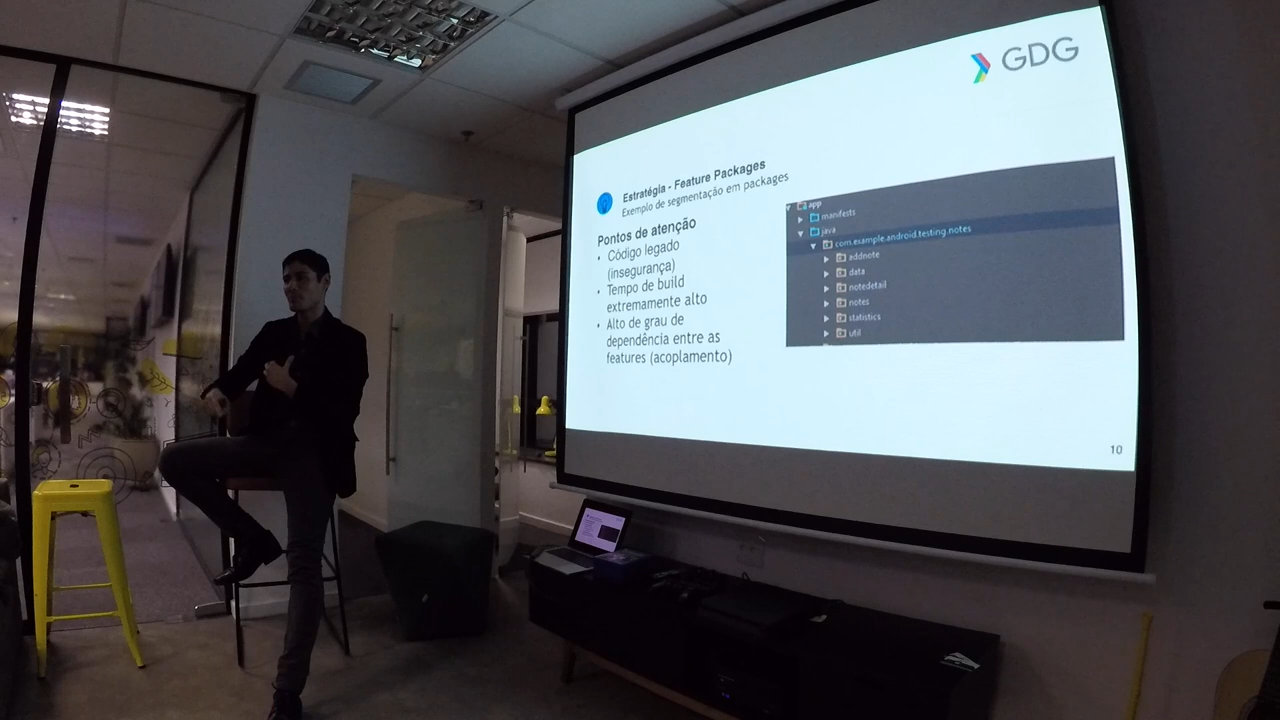 GDG
Estratégia - Feature Packages
Exemplo de segmentação em packages
Pontos de atenção
• Código legado
(insegurança)
• Tempo de build
extremamente alto
• Alto de grau de
dependência entre as
features (acoplamento)
app
manifests
java
com.example.android.testing.notes
addnote
data
notedetail
notes
statistics
util
10